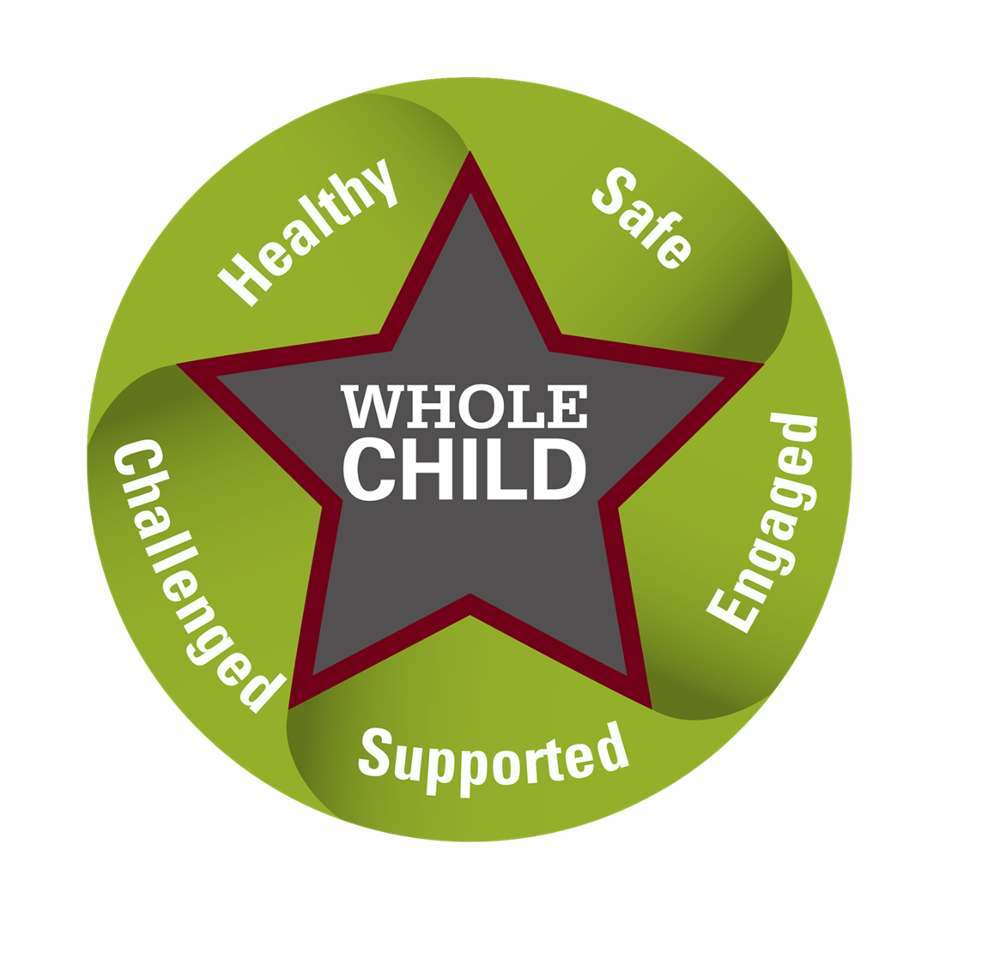 Healthy
Safe
WHOLE
CHILD
Engaged
Challenged
Supported